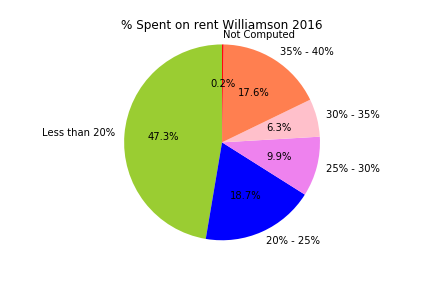 % Spent on rent Williamson 2016
Not Computed
35% - 40%
0.2%
17.6%
30% - 35%
6.3%
Less than 20%
47.3%
9.9%
25% - 30%
18.7%
20% - 25%